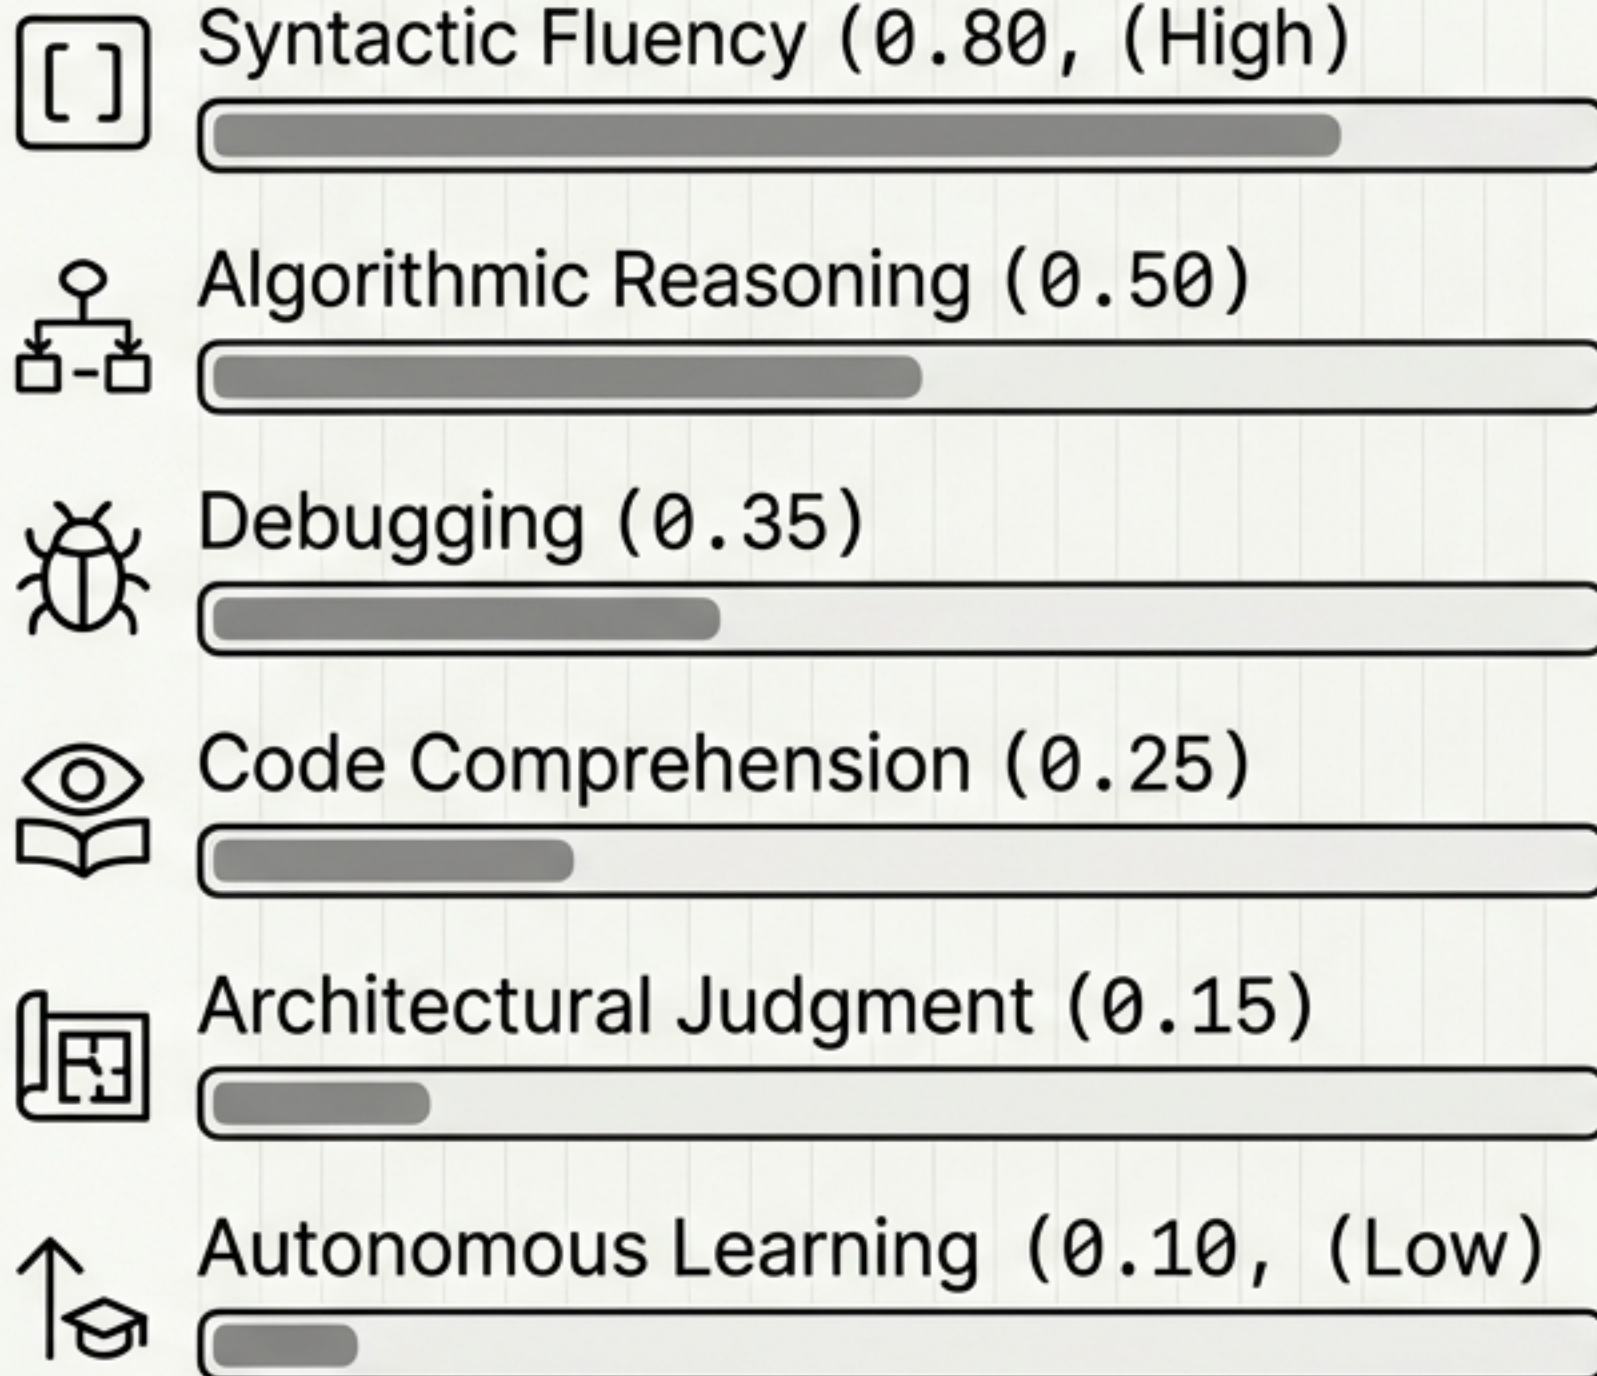 Syntactic Fluency (0.80, (High)
Algorithmic Reasoning (0.50)
Debugging (0.35)
Code Comprehension (0.25)
Architectural Judgment (0.15)
Autonomous Learning (0.10, (Low)